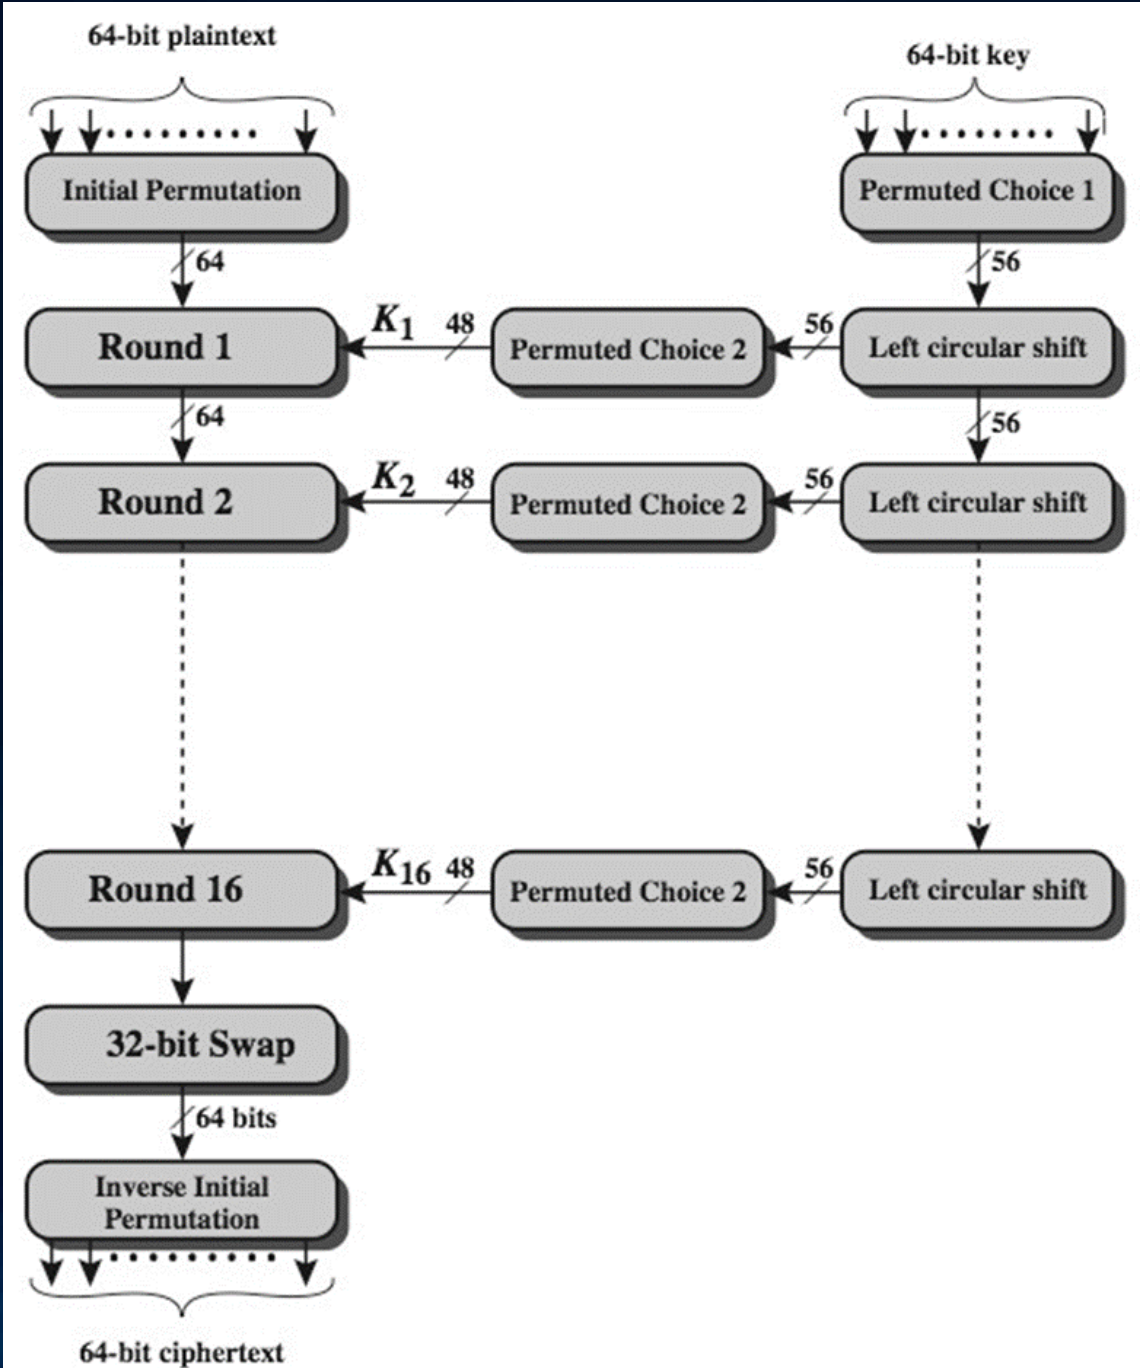 64-bit plaintext
64-bit key
Initial Permutation
Permuted Choice 1
64
56
Round 1
K1
48
Permuted Choice 2
56
Left circular shift
64
56
Round 2
K2
48
Permuted Choice 2
56
Left circular shift
Round 16
K16
48
Permuted Choice 2
56
Left circular shift
32-bit Swap
64 bits
Inverse Initial
Permutation
64-bit ciphertext